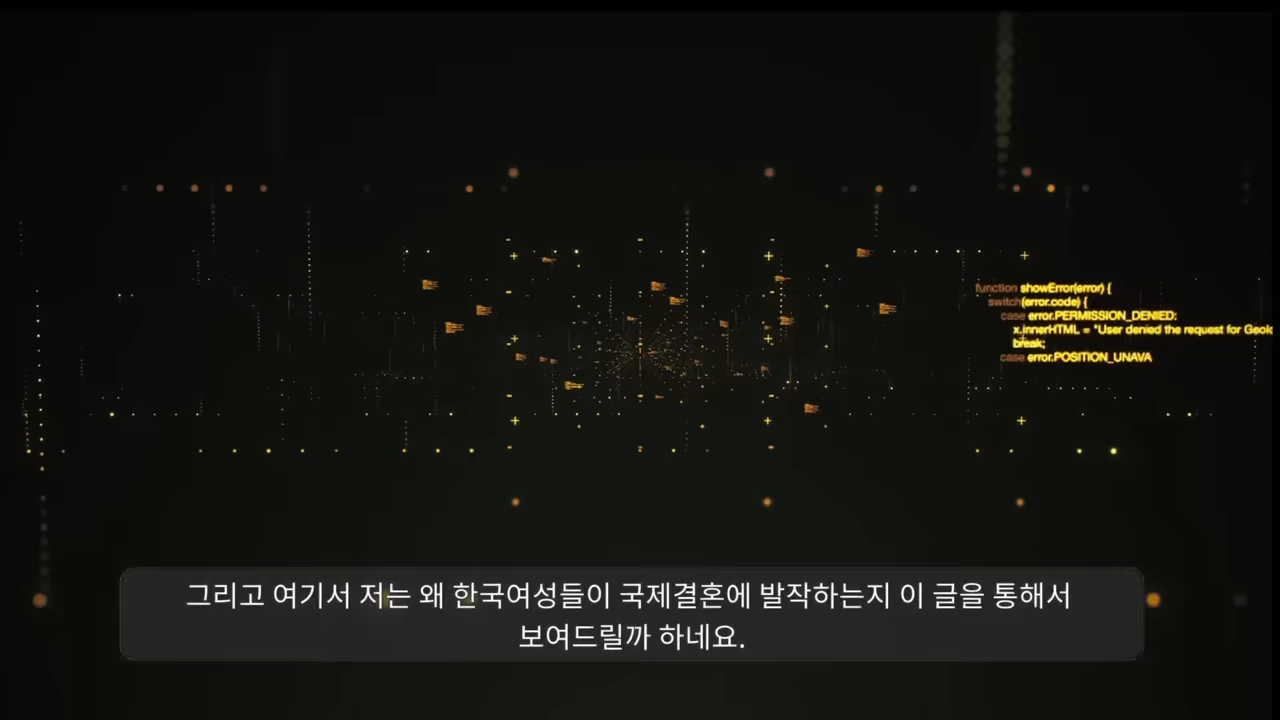 function showError(error) {
switch(error.code) {
case error.PERMISSION_DENIED:
x.innerHTML = "User denied the request for Geolc
break;
case error.POSITION_UNAVA
그리고 여기서 저는 왜 한국여성들이 국제결혼에 발작하는지 이 글을 통해서
보여드릴까 하네요.